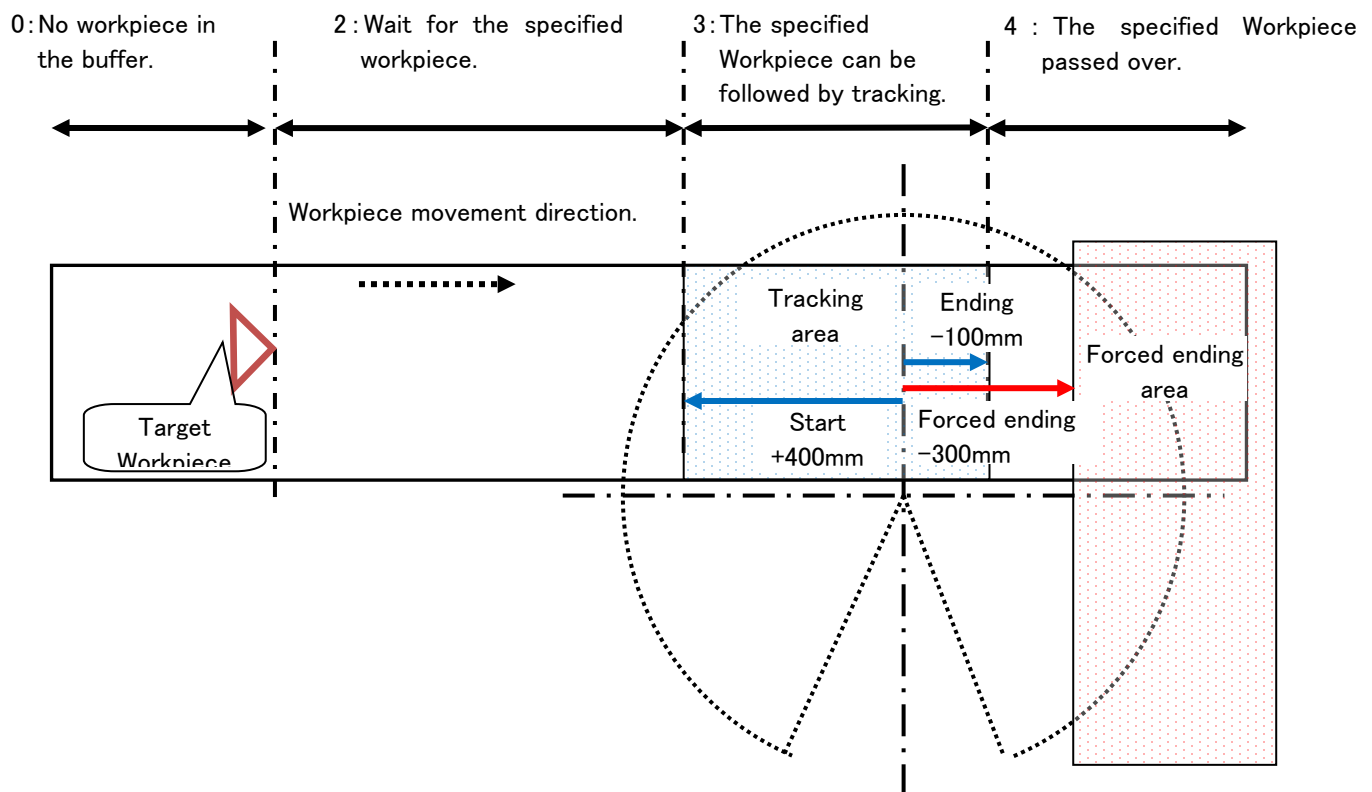 0:No workpiece in
the buffer.
2:Wait for the specified
workpiece.
3:The specified
Workpiece can be
followed by tracking.
4 : The specified Workpiece
passed over.
Workpiece movement direction.
Tracking
area
Ending
-100mm
Forced ending
area
Start
+400mm
Forced ending
-300mm
Target
Workpiece